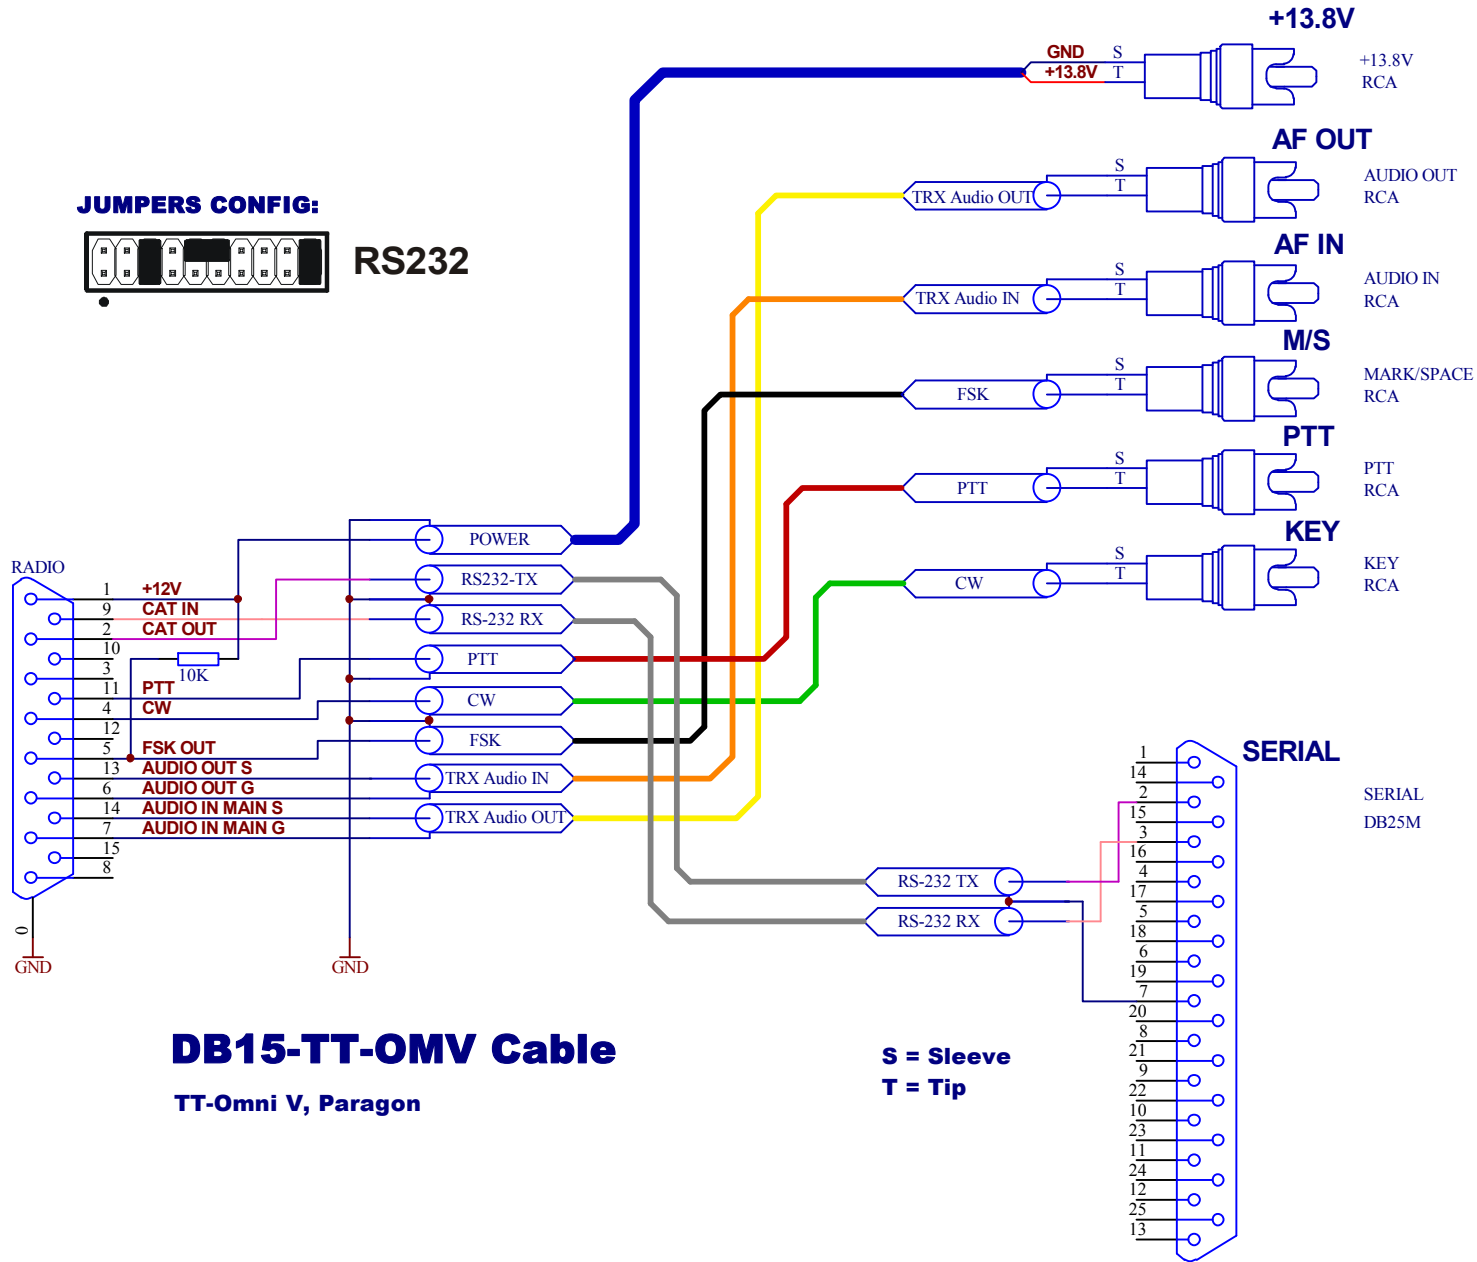 +13.8V
GND S
+13.8V T
+13.8V
RCA
AF OUT
S
T
TRX Audio OUT
AUDIO OUT
RCA
JUMPERS CONFIG:
RS232
AF IN
S
T
TRX Audio IN
AUDIO IN
RCA
M/S
S
T
FSK
MARK/SPACE
RCA
PTT
S
T
PTT
PTT
RCA
KEY
S
T
CW
KEY
RCA
RADIO
1 +12V
9 CAT IN
2 CAT OUT
10
3
11 PTT
4 CW
12
5 FSK OUT
13 AUDIO OUT S
6 AUDIO OUT G
14 AUDIO IN MAIN S
7 AUDIO IN MAIN G
15
8
10K
0
GND
GND
POWER
RS232-TX
RS-232 RX
PTT
CW
FSK
TRX Audio IN
TRX Audio OUT
RS-232 TX
RS-232 RX
SERIAL
SERIAL
DB25M
1
14
2
15
3
16
4
17
5
18
6
19
7
20
8
21
9
22
10
23
11
24
12
25
13
DB15-TT-OMV Cable
TT-Omni V, Paragon
S = Sleeve
T = Tip